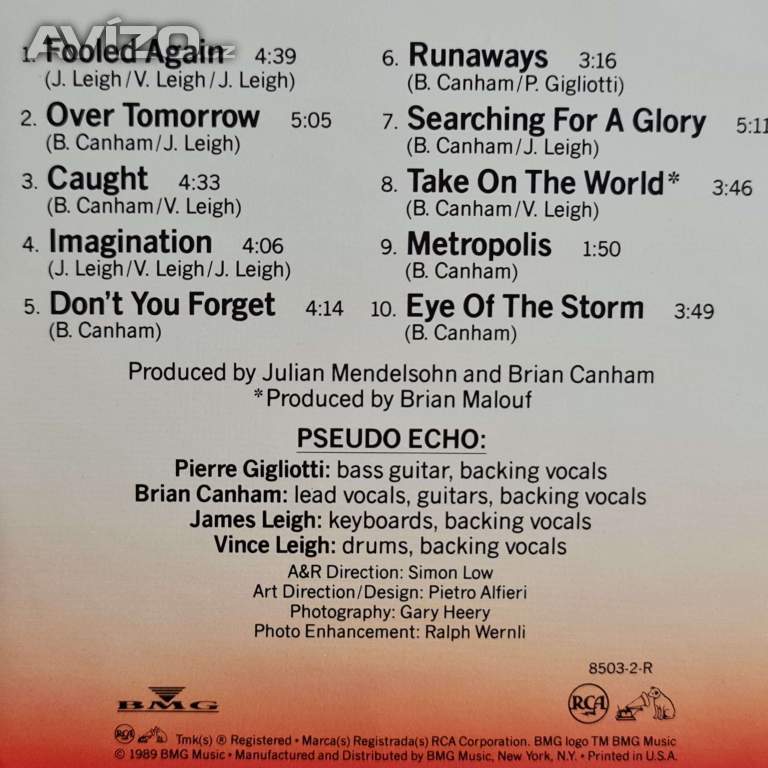 AVÍZO.cz
1. Fooled Again 4:39
(J. Leigh/V. Leigh/J. Leigh)
2. Over Tomorrow 5:05
(B. Canham/J. Leigh)
3. Caught 4:33
(B. Canham/V. Leigh)
4. Imagination 4:06
(J. Leigh/V. Leigh/J. Leigh)
5. Don't You Forget 4:14
(B. Canham)
6. Runaways 3:16
(B. Canham/P. Gigliotti)
7. Searching For A Glory 5:11
(B. Canham/J. Leigh)
8. Take On The World* 3:46
(B. Canham/V. Leigh)
9. Metropolis 1:50
(B. Canham)
10. Eye Of The Storm 3:49
(B. Canham)
Produced by Julian Mendelsohn and Brian Canham
*Produced by Brian Malouf
PSEUDO ECHO:
Pierre Gigliotti: bass guitar, backing vocals
Brian Canham: lead vocals, guitars, backing vocals
James Leigh: keyboards, backing vocals
Vince Leigh: drums, backing vocals
A&R Direction: Simon Low
Art Direction/Design: Pietro Alfieri
Photography: Gary Heery
Photo Enhancement: Ralph Wernli
8503-2-R
BMG
RCA
RCA Tmk(s) ® Registered • Marca(s) Registrada(s) RCA Corporation. BMG logo TM BMG Music
© 1989 BMG Music • Manufactured and Distributed by BMG Music, New York, N.Y. • Printed in U.S.A.